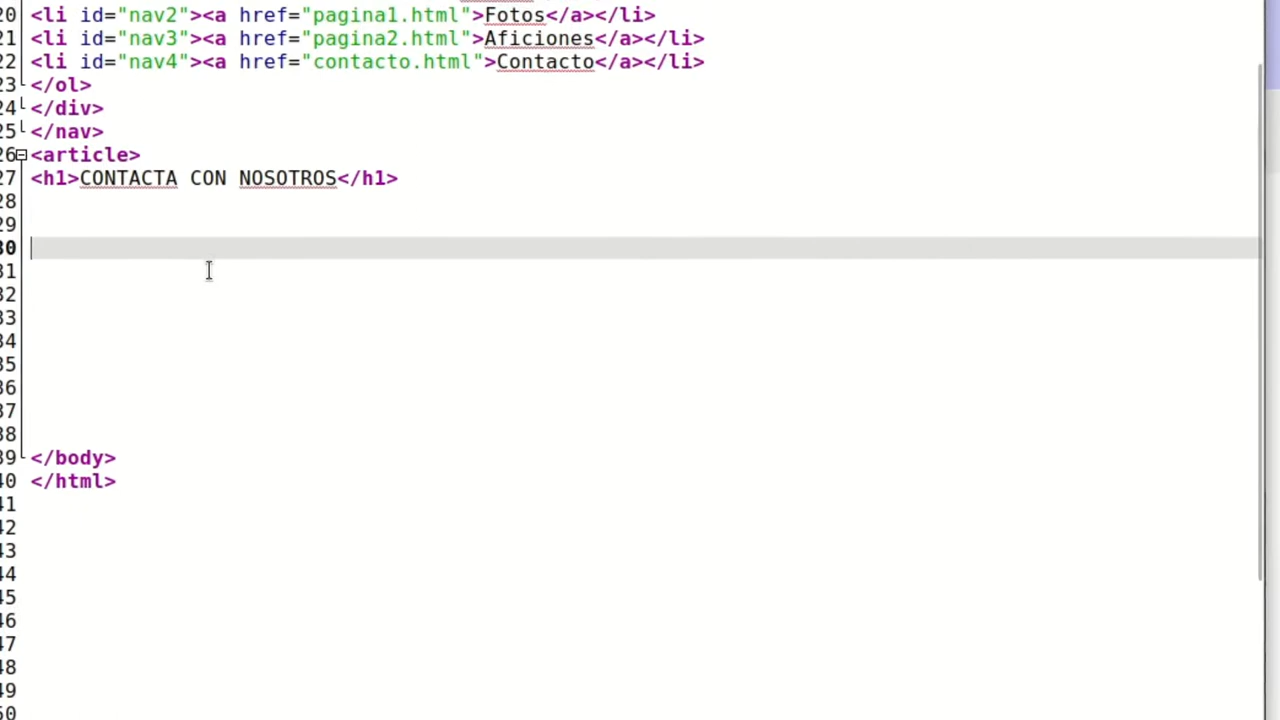 20 <li id="nav2"><a href="pagina1.html">Fotos</a></li>
21 <li id="nav3"><a href="pagina2.html">Aficiones</a></li>
22 <li id="nav4"><a href="contacto.html">Contacto</a></li>
23 </ol>
24 </div>
25 </nav>
26 <article>
27 <h1>CONTACTA CON NOSOTROS</h1>
28
29
30
31
32
33
34
35
36
37
38
39 </body>
40 </html>
41
42
43
44
45
46
47
48
49
50